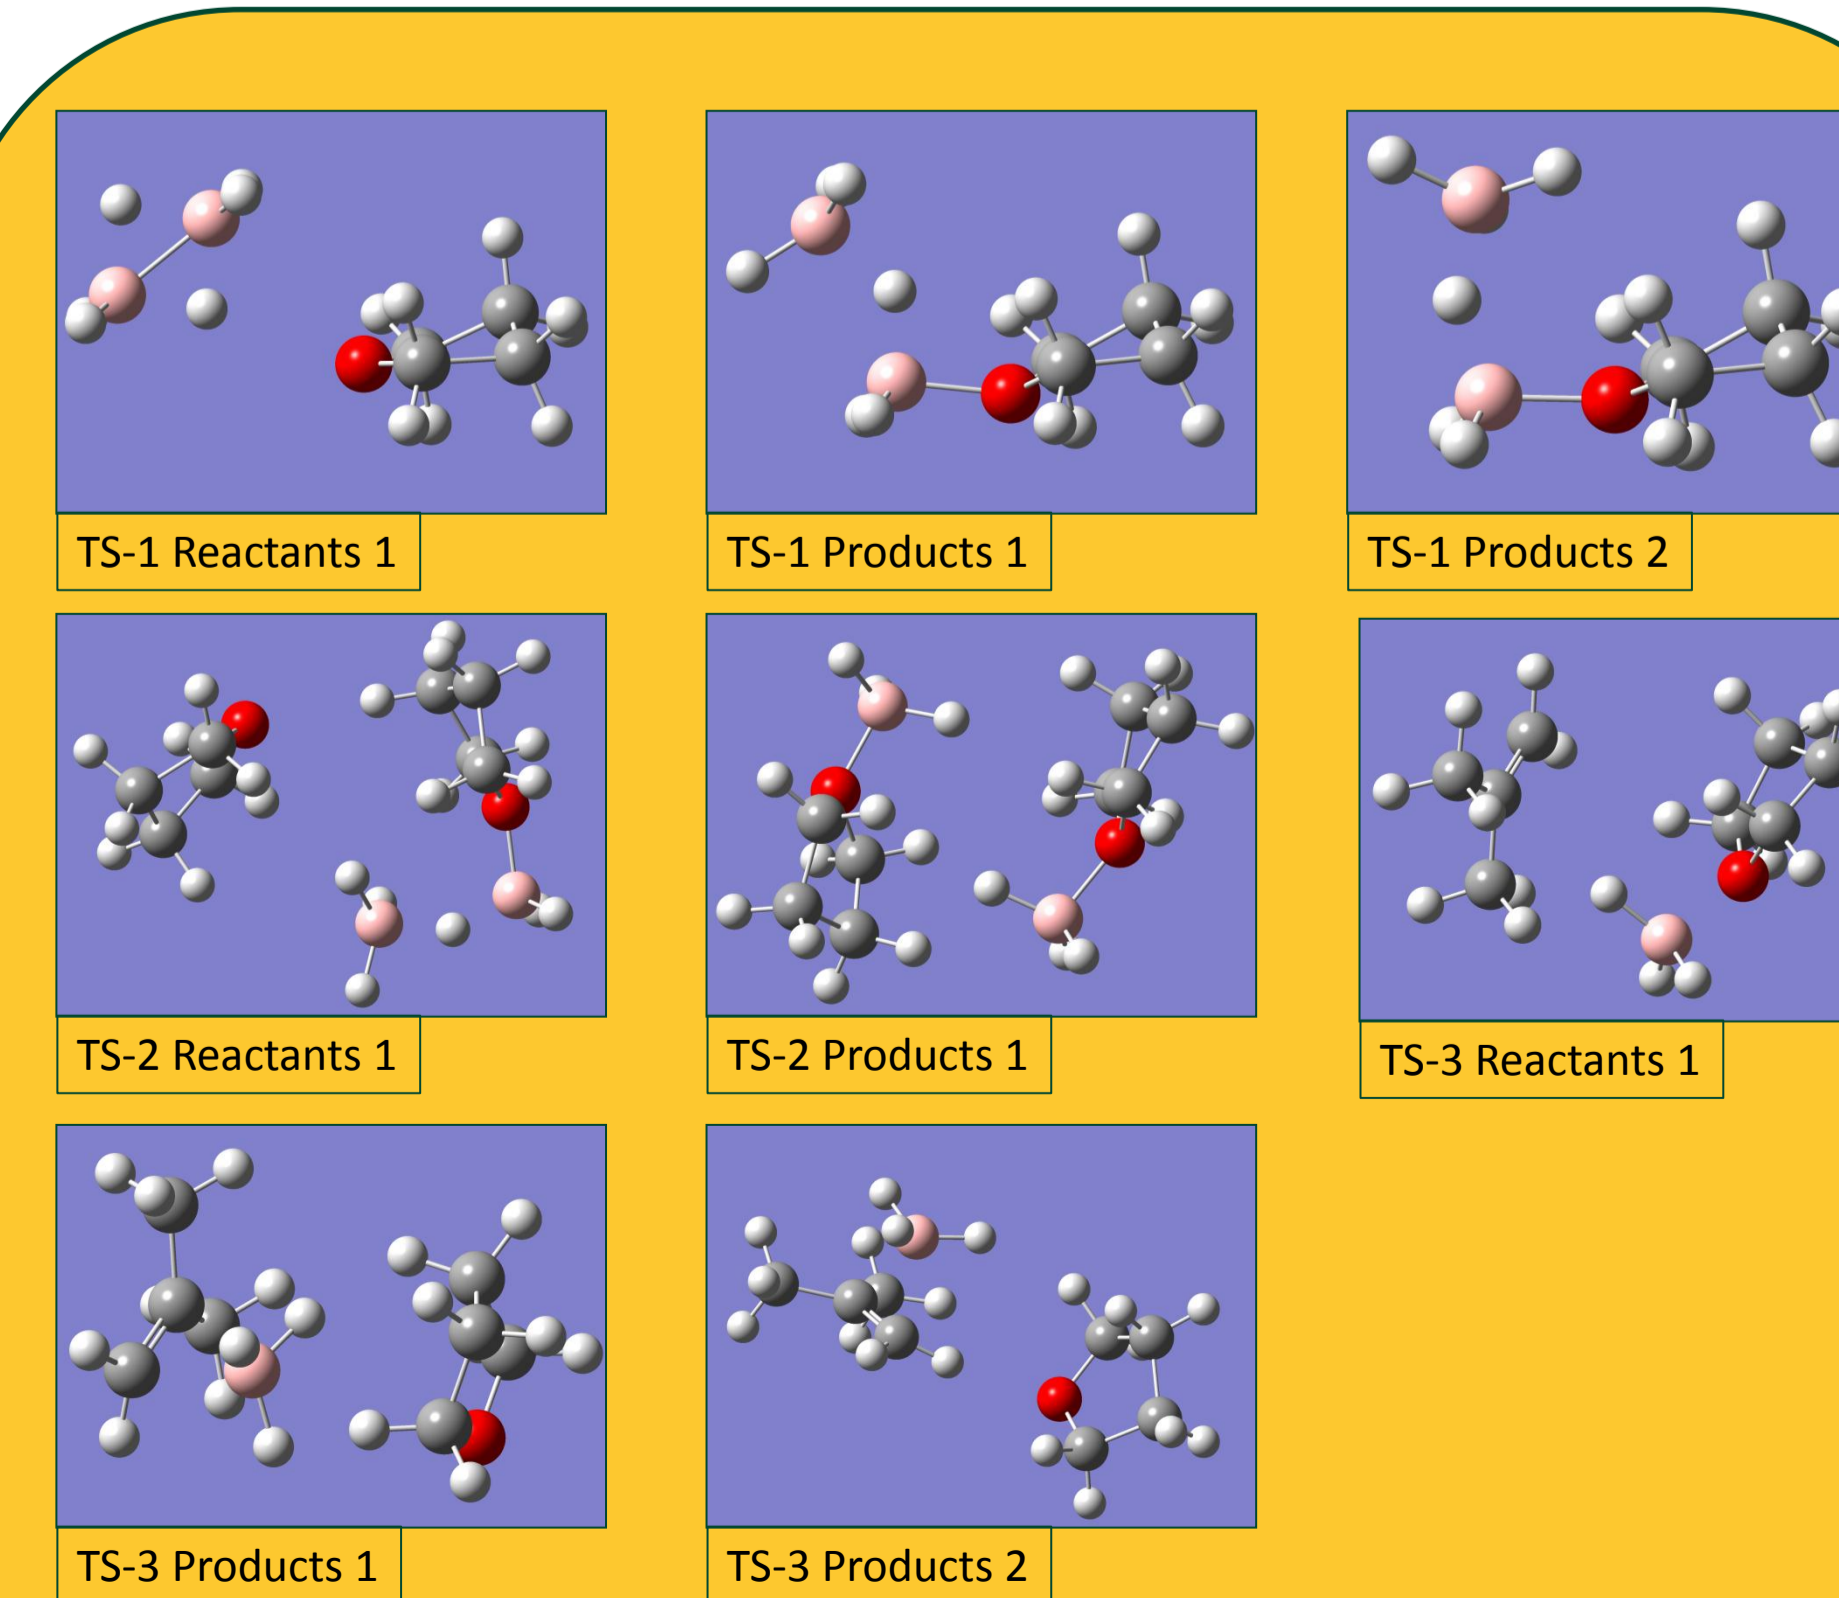 TS-1 Reactants 1
TS-1 Products 1
TS-1 Products 2
TS-2 Reactants 1
TS-2 Products 1
TS-3 Reactants 1
TS-3 Products 1
TS-3 Products 2